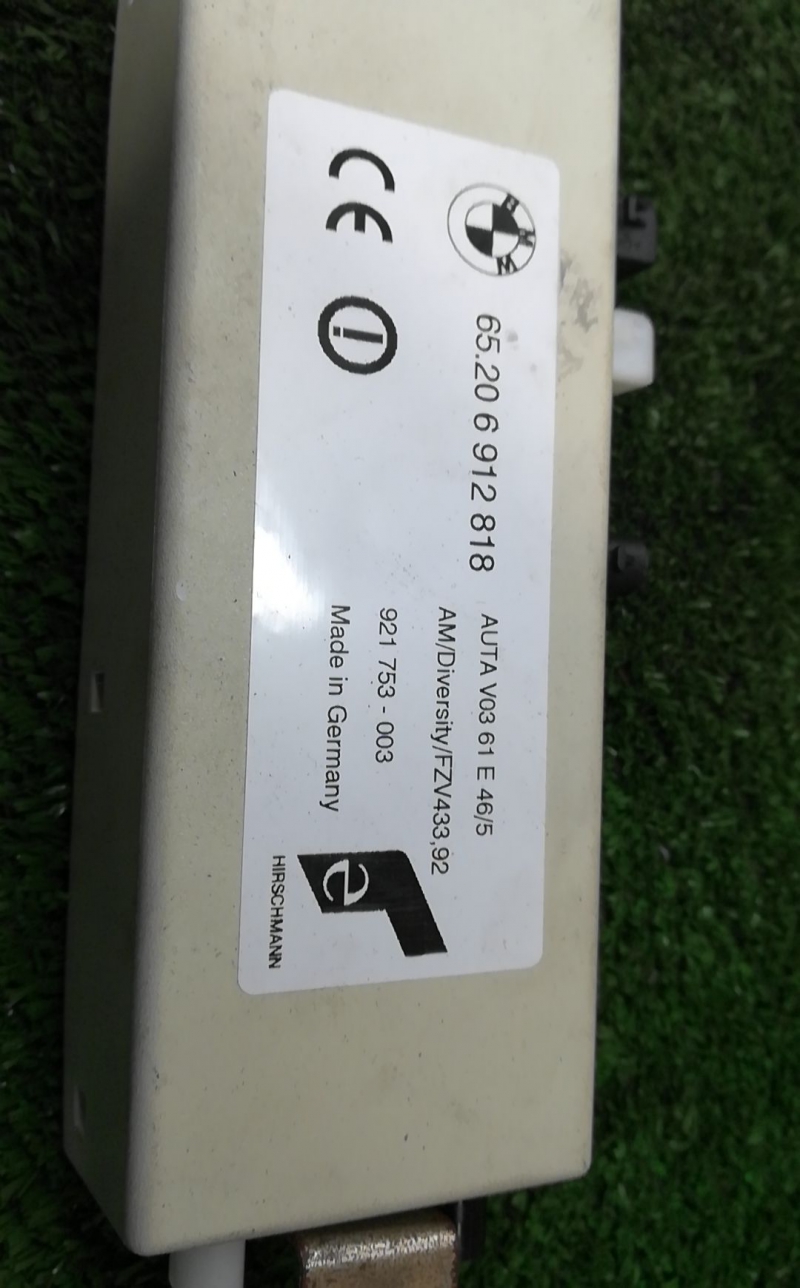 BMW
65.20 6 912 818
AUTA V03 61 E 46/5
AM/Diversity/FZV433,92
921 753 - 003
Made in Germany
CE
e
HIRSCHMANN